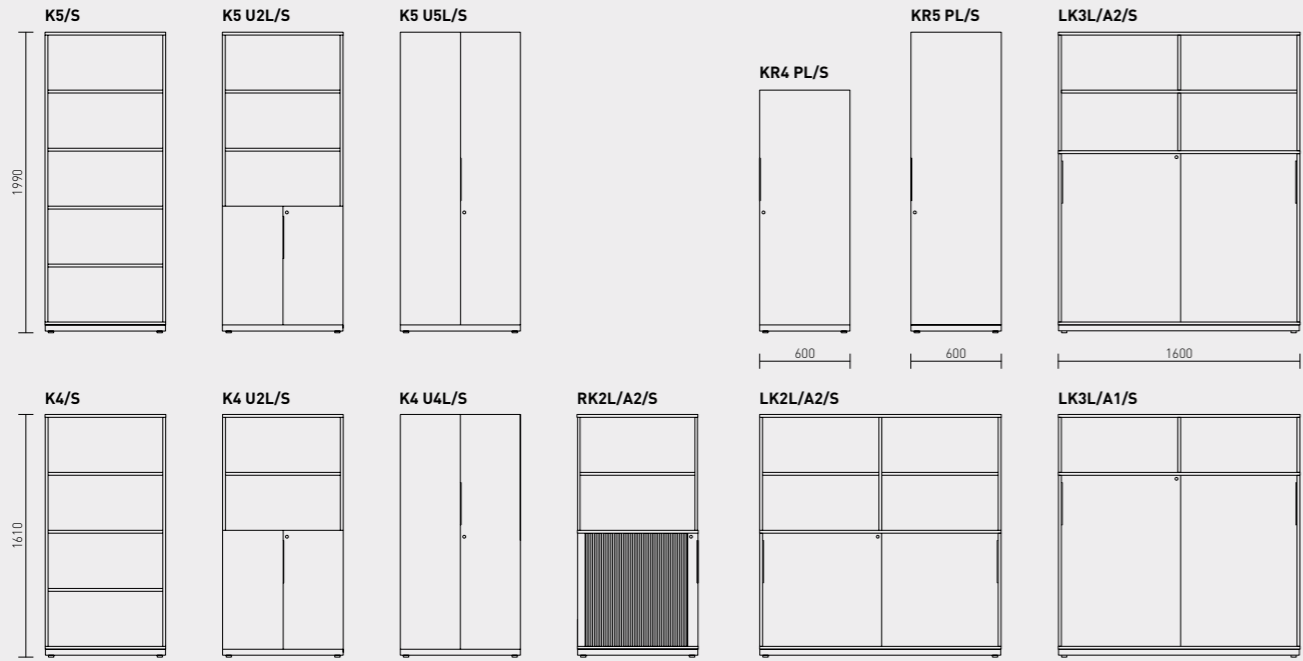 K5/S
K5 U2L/S
K5 U5L/S
KR4 PL/S
KR5 PL/S
LK3L/A2/S
1990
600
600
1600
K4/S
K4 U2L/S
K4 U4L/S
RK2L/A2/S
LK2L/A2/S
LK3L/A1/S
1610